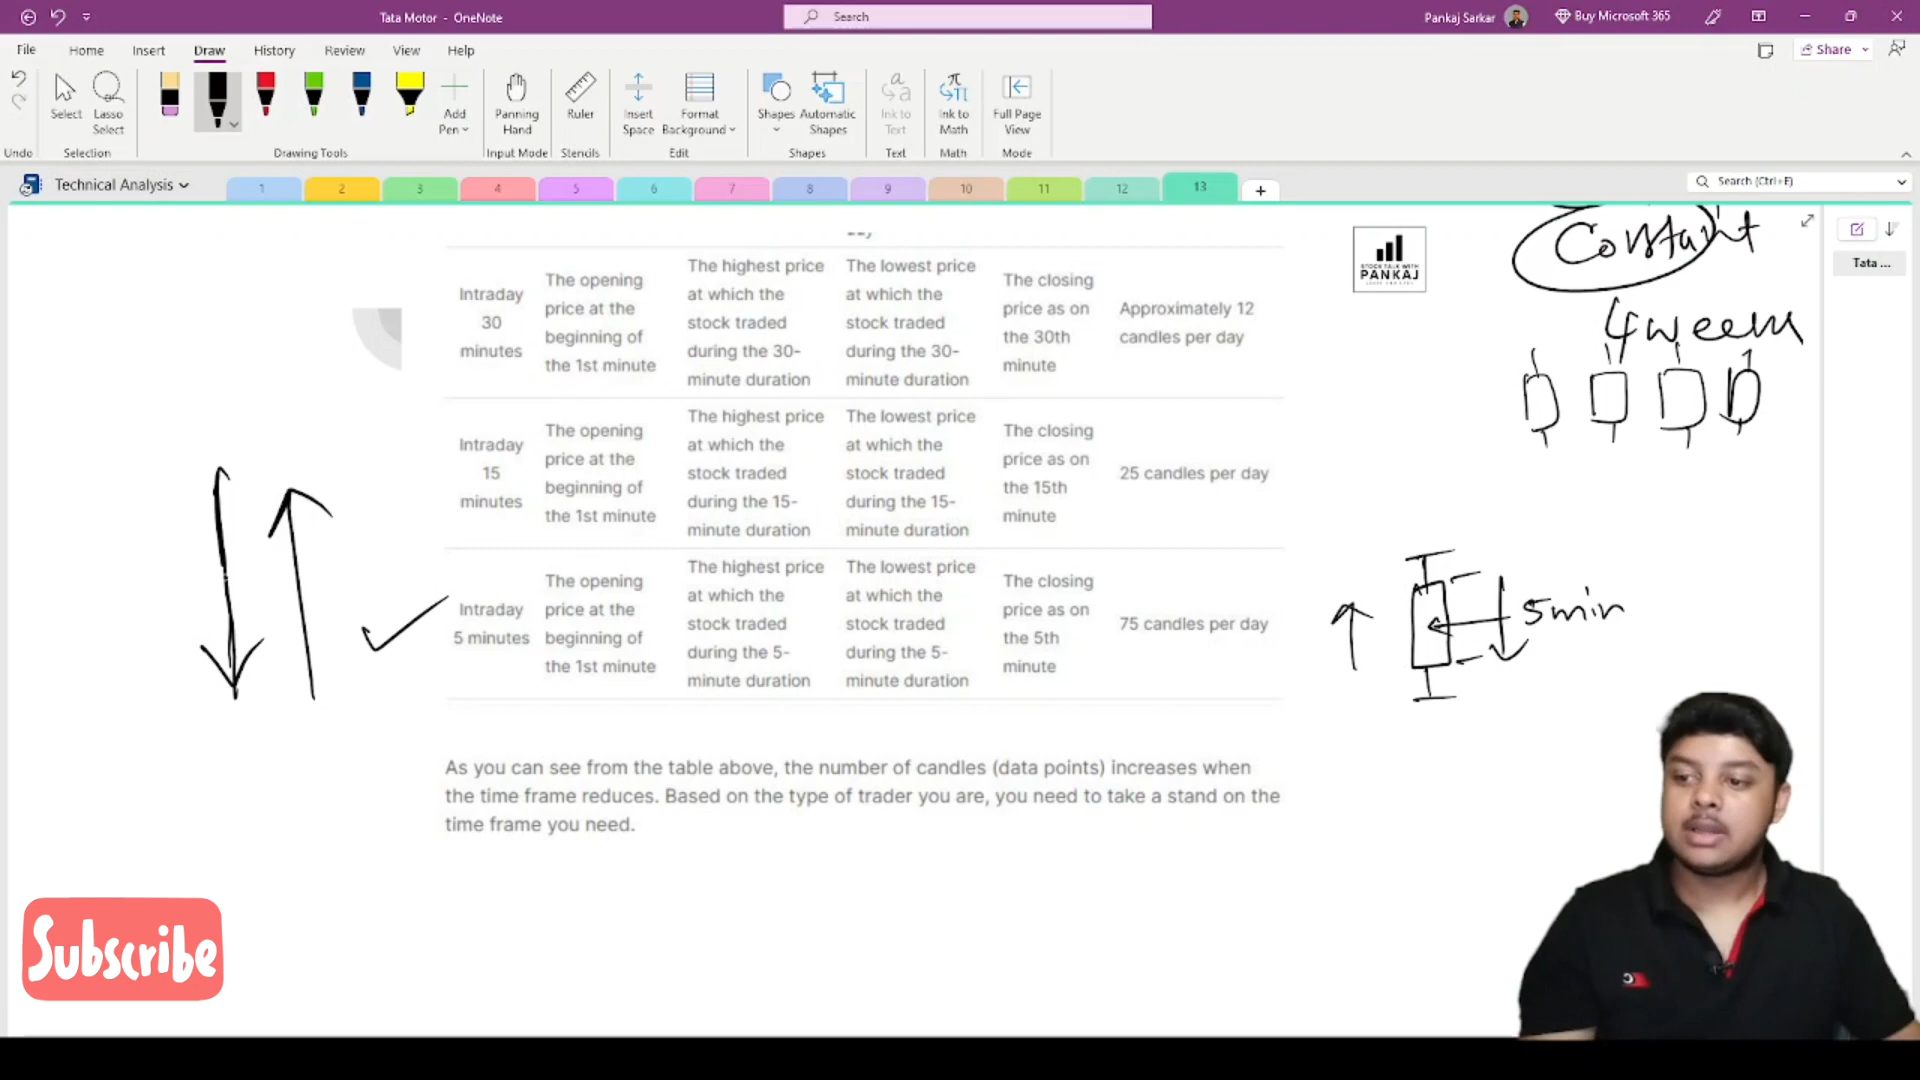 Tata Motor - OneNote
Search
Pankaj Sarkar
Buy Microsoft 365
File Home Insert Draw History Review View Help
Share
Select
Lasso Select
Add Pen
Panning Hand
Ruler
Insert Space
Format Background
Shapes
Automatic Shapes
Ink to Text
Ink to Math
Full Page View
Undo Selection Drawing Tools Input Mode Stencils Edit Shapes Text Math Mode
Technical Analysis 1 2 3 4 5 6 7 8 9 10 11 12 13 +
Search (Ctrl+E)
Tata ...
STOCK TALK WITH
PANKAJ
Constant
4 weeks
Intraday
30
minutes
The opening
price at the
beginning of
the 1st minute
The highest price
at which the
stock traded
during the 30-
minute duration
The lowest price
at which the
stock traded
during the 30-
minute duration
The closing
price as on
the 30th
minute
Approximately 12
candles per day
Intraday
15
minutes
The opening
price at the
beginning of
the 1st minute
The highest price
at which the
stock traded
during the 15-
minute duration
The lowest price
at which the
stock traded
during the 15-
minute duration
The closing
price as on
the 15th
minute
25 candles per day
Intraday
5 minutes
The opening
price at the
beginning of
the 1st minute
The highest price
at which the
stock traded
during the 5-
minute duration
The lowest price
at which the
stock traded
during the 5-
minute duration
The closing
price as on
the 5th
minute
75 candles per day
5 min
As you can see from the table above, the number of candles (data points) increases when
the time frame reduces. Based on the type of trader you are, you need to take a stand on the
time frame you need.
Subscribe